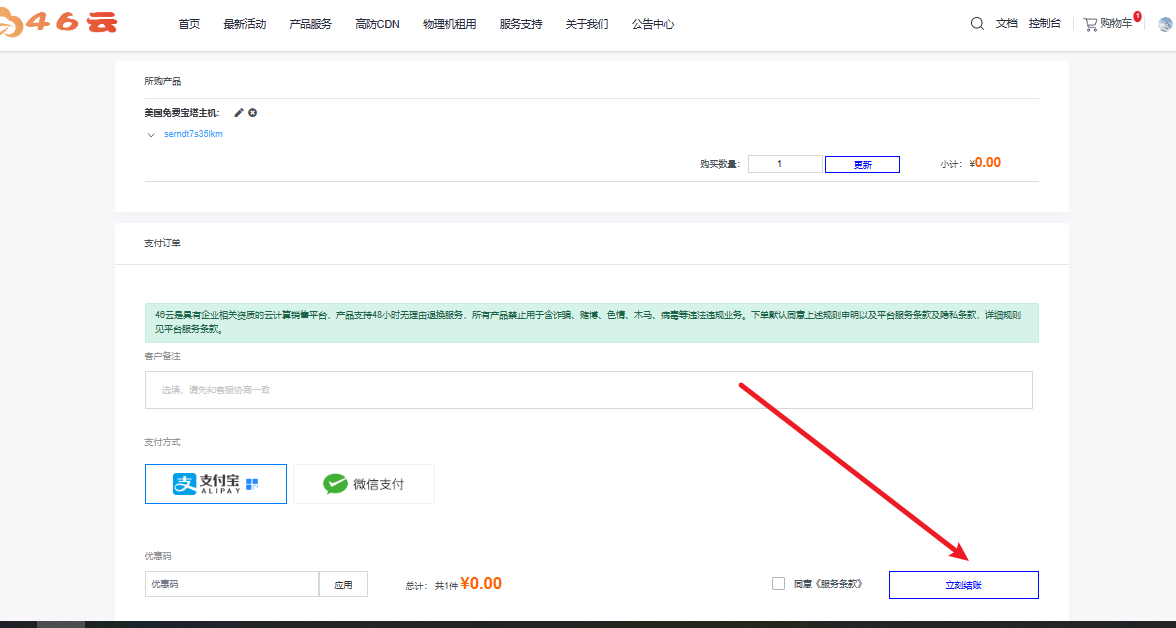 46云
首页 最新活动 产品服务 高防CDN 物理机租用 服务支持 关于我们 公告中心 文档 控制台 购物车 1
所购产品
美国免费宝塔主机:
serndt7s35lkm
购买数量: 1 更新 小计: ¥0.00
支付订单
46云是具有企业相关资质的云计算销售平台，产品支持48小时无理由退换服务，所有产品禁止用于含诈骗、赌博、色情、木马、病毒等违法违规业务。下单默认同意上述规则申明以及平台服务条款及隐私条款，详细规则
见平台服务条款。
客户备注
选填，请先和客服协商一致
支付方式
支付宝 微信支付
ALIPAY
优惠码
优惠码 应用 总计: 共1件 ¥0.00 同意《服务条款》 立刻结账